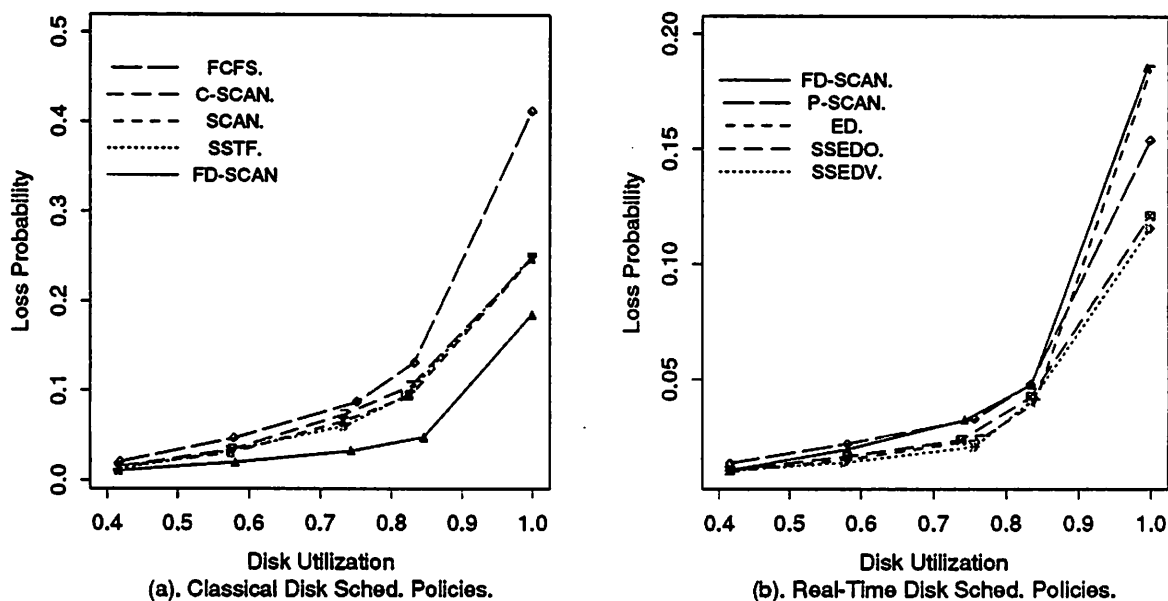 0.5
0.4
0.3
0.2
0.1
0.0
Loss Probability
FCFS.
C-SCAN.
SCAN.
SSTF.
FD-SCAN
0.4 0.5 0.6 0.7 0.8 0.9 1.0
Disk Utilization
(a). Classical Disk Sched. Policies.
0.20
0.15
0.10
0.05
Loss Probability
FD-SCAN.
P-SCAN.
ED.
SSEDO.
SSEDV.
0.4 0.5 0.6 0.7 0.8 0.9 1.0
Disk Utilization
(b). Real-Time Disk Sched. Policies.